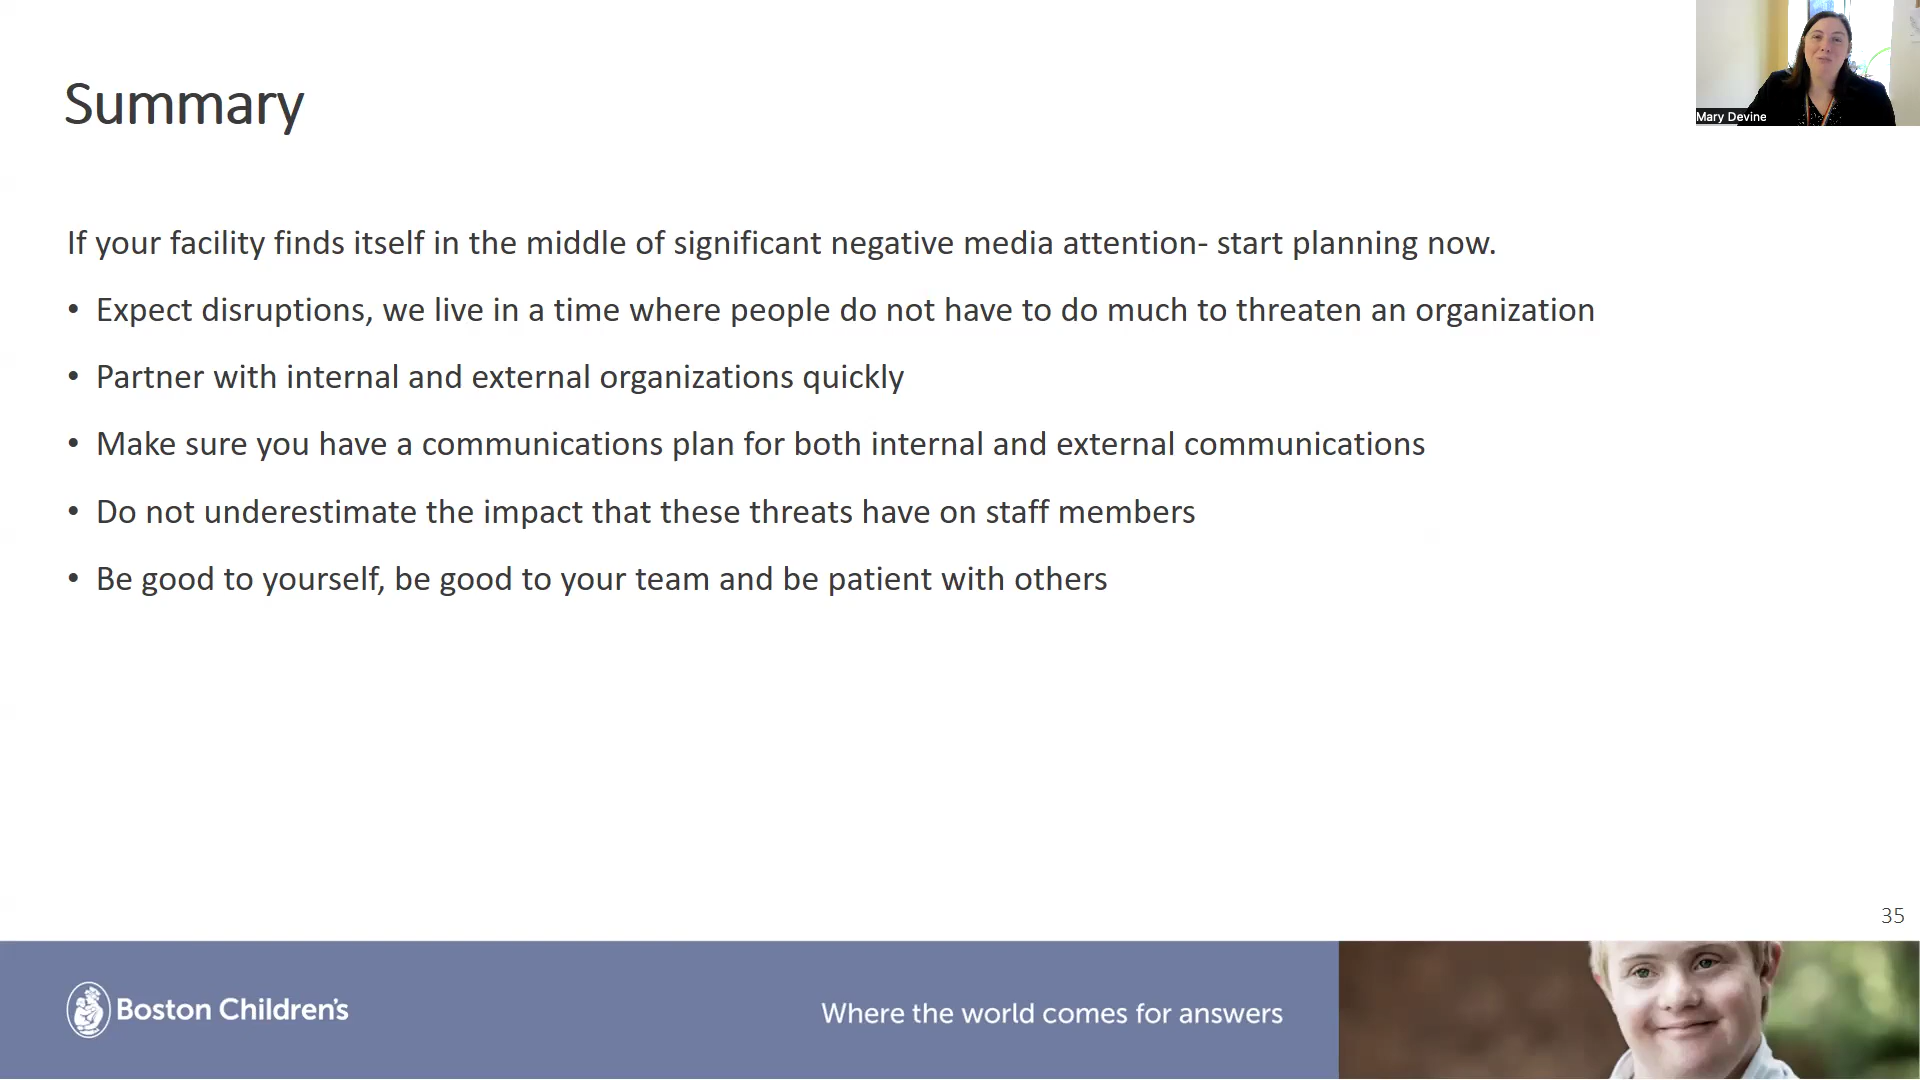 Summary
Mary Devine
If your facility finds itself in the middle of significant negative media attention- start planning now.
• Expect disruptions, we live in a time where people do not have to do much to threaten an organization
• Partner with internal and external organizations quickly
• Make sure you have a communications plan for both internal and external communications
• Do not underestimate the impact that these threats have on staff members
• Be good to yourself, be good to your team and be patient with others
35
Boston Children's
Where the world comes for answers